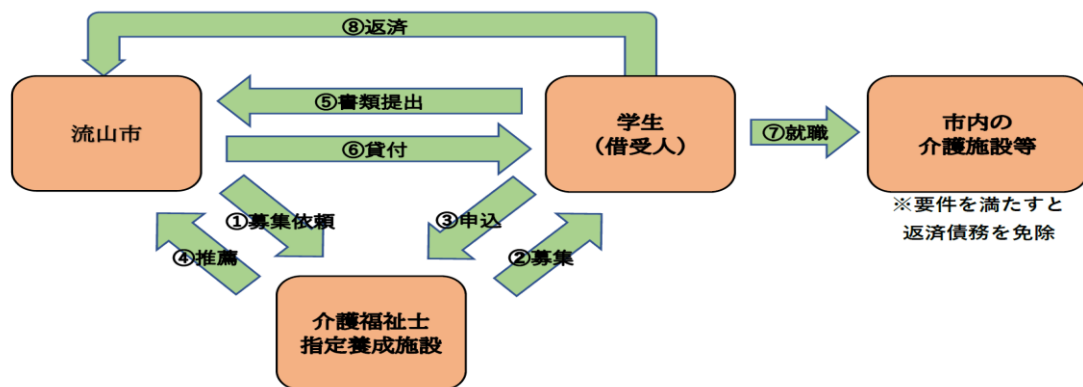 ⑧返済
流山市
⑤書類提出
⑥貸付
学生
(借受人)
⑦就職
市内の
介護施設等
※要件を満たすと
返済債務を免除
①募集依頼
④推薦
③申込
②募集
介護福祉士
指定養成施設